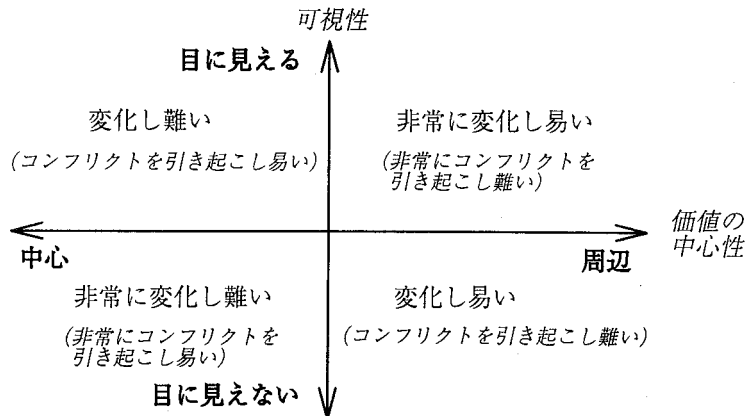 可視性
目に見える
変化し難い
(コンフリクトを引き起こし易い)
非常に変化し易い
(非常にコンフリクトを
引き起こし難い)
価値の
中心性
中心
周辺
非常に変化し難い
(非常にコンフリクトを
引き起こし易い)
変化し易い
(コンフリクトを引き起こし難い)
目に見えない